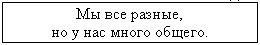 Мы все разные,
но у нас много общего.